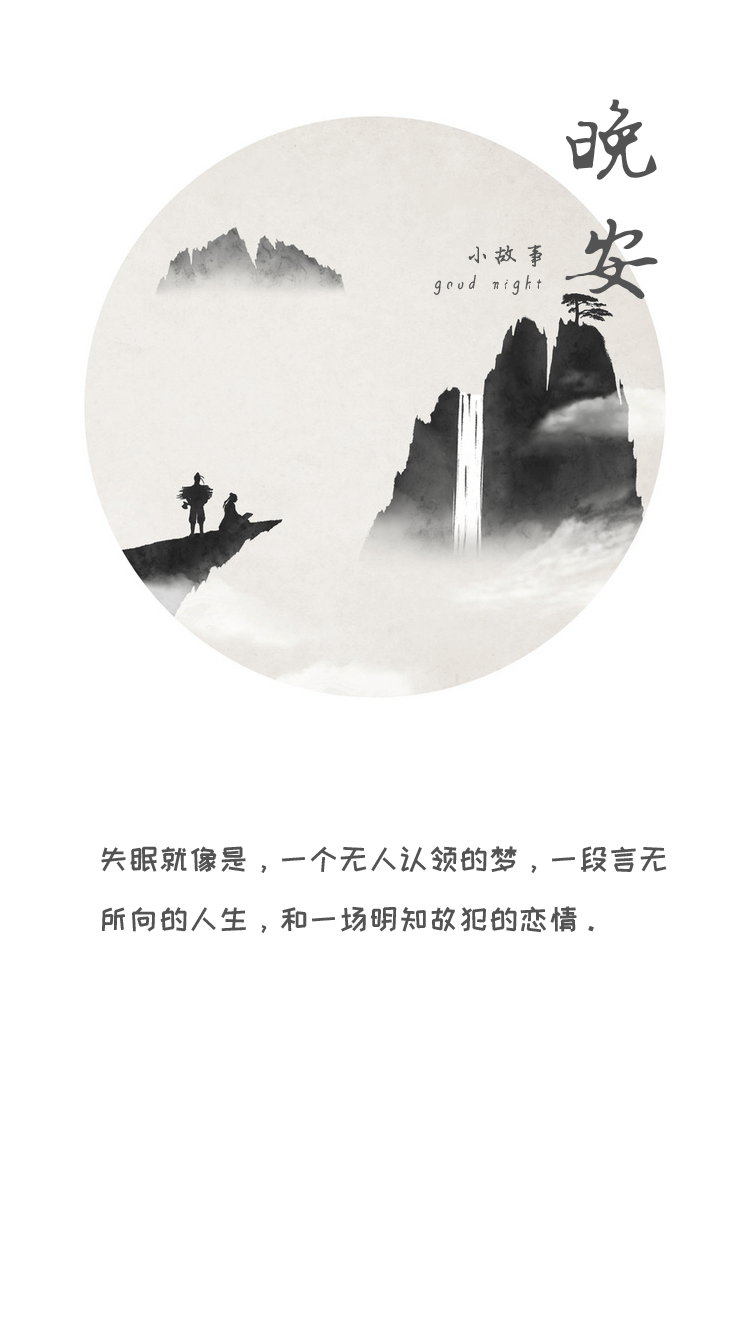 晚安
小故事
good night
失眠就像是，一个无人认领的梦，一段言无
所向的人生，和一场明知故犯的恋情．